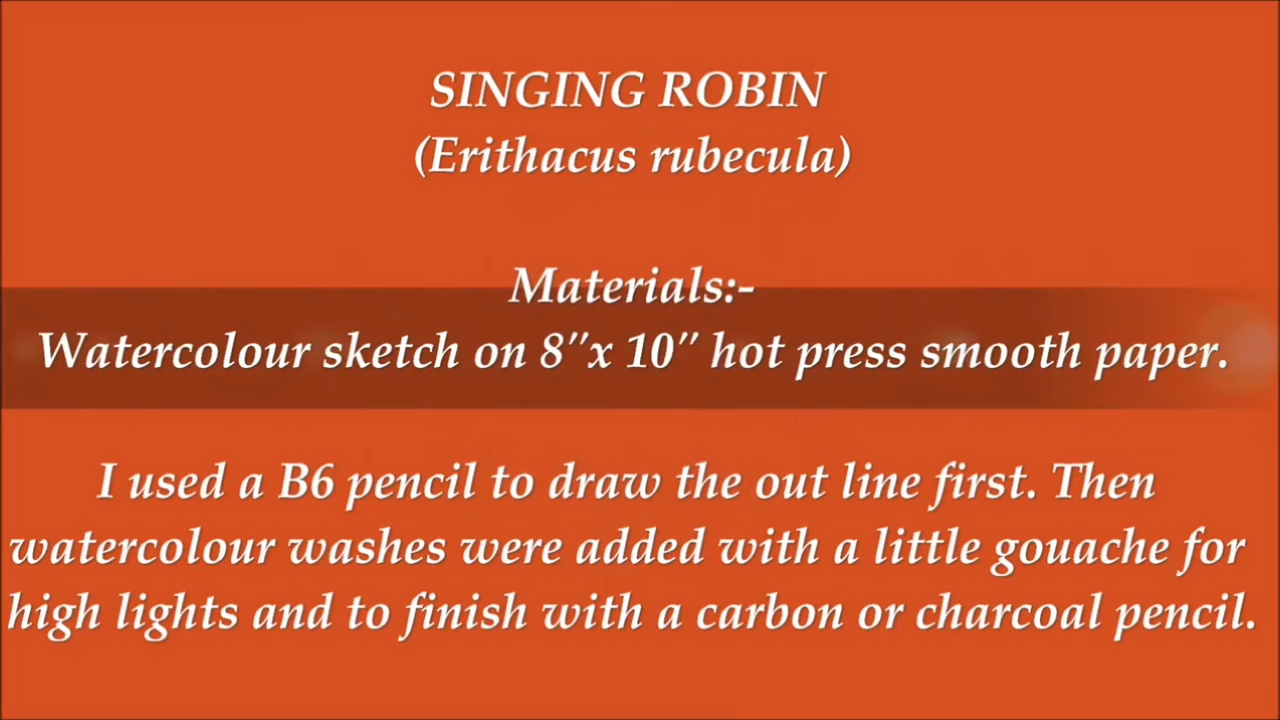 SINGING ROBIN
(Erithacus rubecula)
Materials:-
Watercolour sketch on 8"x 10" hot press smooth paper.
I used a B6 pencil to draw the out line first. Then
watercolour washes were added with a little gouache for
high lights and to finish with a carbon or charcoal pencil.